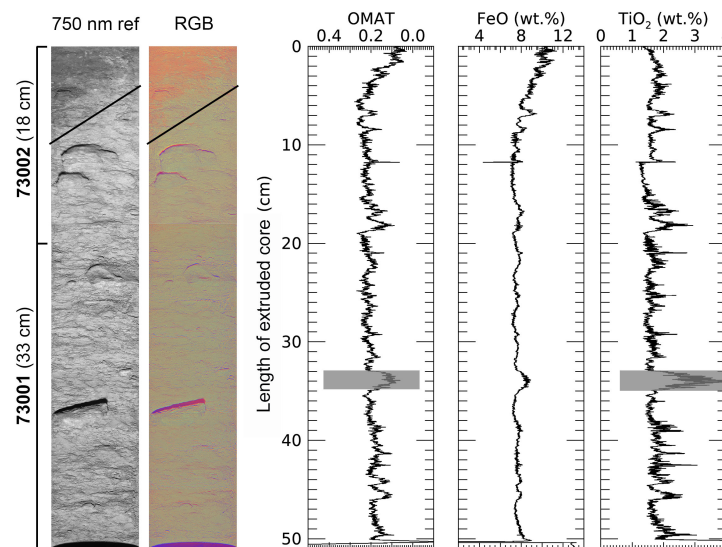 750 nm ref
RGB
OMAT
FeO (wt.%)
TiO2 (wt.%)
0.4 0.2 0.0
4 8 12
0 1 2 3
0
10
20
30
40
50
Length of extruded core (cm)
73002 (18 cm)
73001 (33 cm)